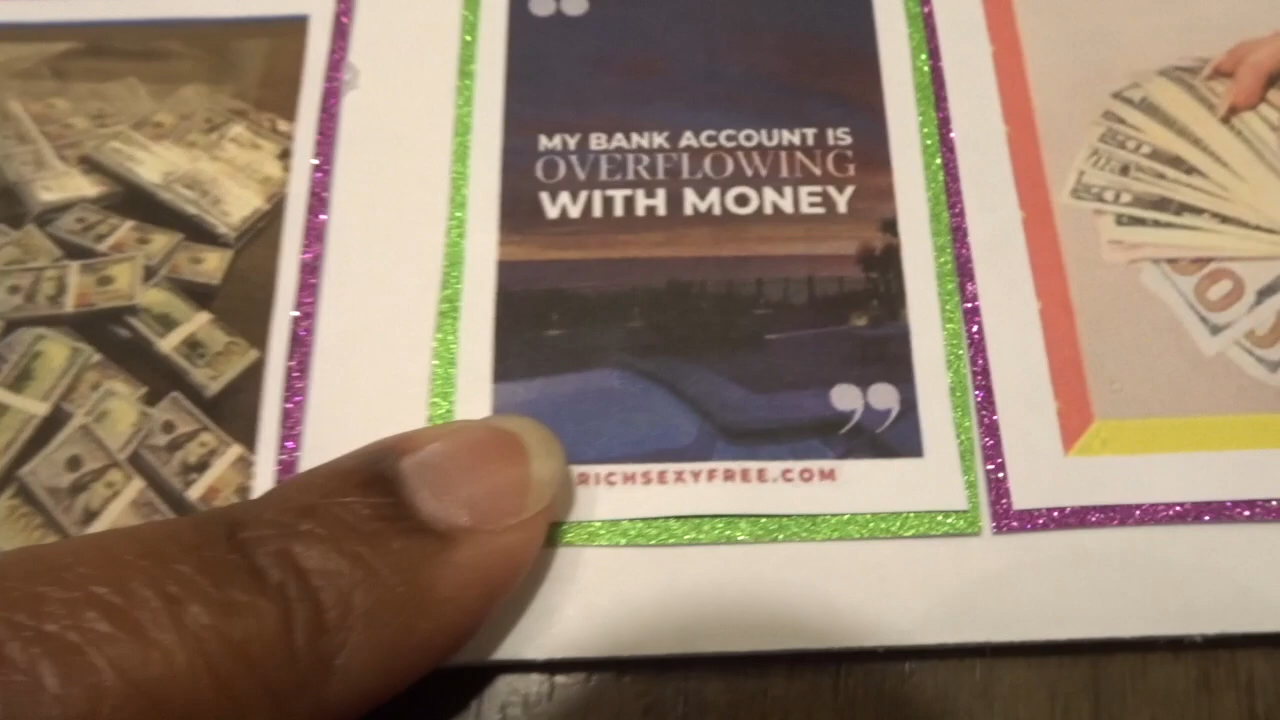 “
MY BANK ACCOUNT IS
OVERFLOWING
WITH MONEY
”
RICHSEXYFREE.COM